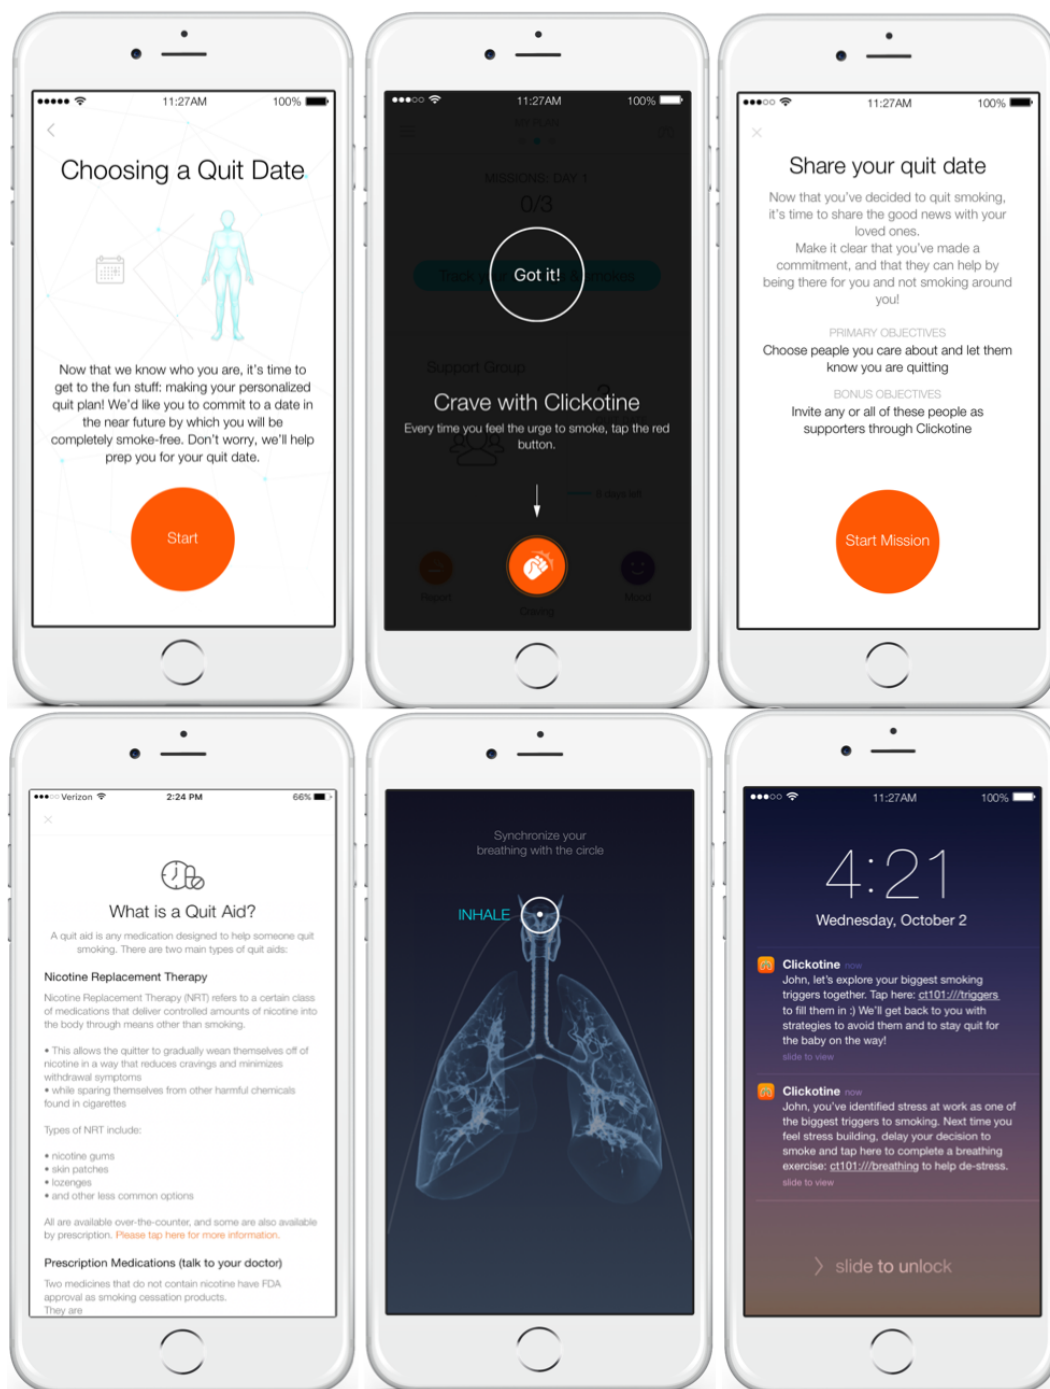 11:27AM
100%
Choosing a Quit Date
Now that we know who you are, it's time to
get to the fun stuff: making your personalized
quit plan! We'd like you to commit to a date in
the near future by which you will be
completely smoke-free. Don't worry, we'll help
prep you for your quit date.
Start
11:27AM
100%
MY PLAN
MISSIONS: DAY 1
0/3
Got it!
Support Group
Crave with Clickotine
Every time you feel the urge to smoke, tap the red
button.
8 days left
Report
Craving
Mood
11:27AM
100%
Share your quit date
Now that you've decided to quit smoking,
it's time to share the good news with your
loved ones.
Make it clear that you've made a
commitment, and that they can help by
being there for you and not smoking around
you!
PRIMARY OBJECTIVES
Choose peaple you care about and let them
know you are quitting
BONUS OBJECTIVES
Invite any or all of these people as
supporters through Clickotine
Start Mission
Verizon
2:24 PM
66%
What is a Quit Aid?
A quit aid is any medication designed to help someone quit
smoking. There are two main types of quit aids:
Nicotine Replacement Therapy
Nicotine Replacement Therapy (NRT) refers to a certain class
of medications that deliver controlled amounts of nicotine into
the body through means other than smoking.
• This allows the quitter to gradually wean themselves off of
nicotine in a way that reduces cravings and minimizes
withdrawal symptoms
• while sparing themselves from other harmful chemicals
found in cigarettes
Types of NRT include:
• nicotine gums
• skin patches
• lozenges
• and other less common options
All are available over-the-counter, and some are also available
by prescription. Please tap here for more information.
Prescription Medications (talk to your doctor)
Two medicines that do not contain nicotine have FDA
approval as smoking cessation products.
They are
Synchronize your
breathing with the circle
INHALE
11:27AM
100%
4:21
Wednesday, October 2
Clickotine now
John, let's explore your biggest smoking
triggers together. Tap here: ct101:///triggers
to fill them in :) We'll get back to you with
strategies to avoid them and to stay quit for
the baby on the way!
slide to view
Clickotine now
John, you've identified stress at work as one of
the biggest triggers to smoking. Next time you
feel stress building, delay your decision to
smoke and tap here to complete a breathing
exercise: ct101:///breathing to help de-stress.
slide to view
> slide to unlock